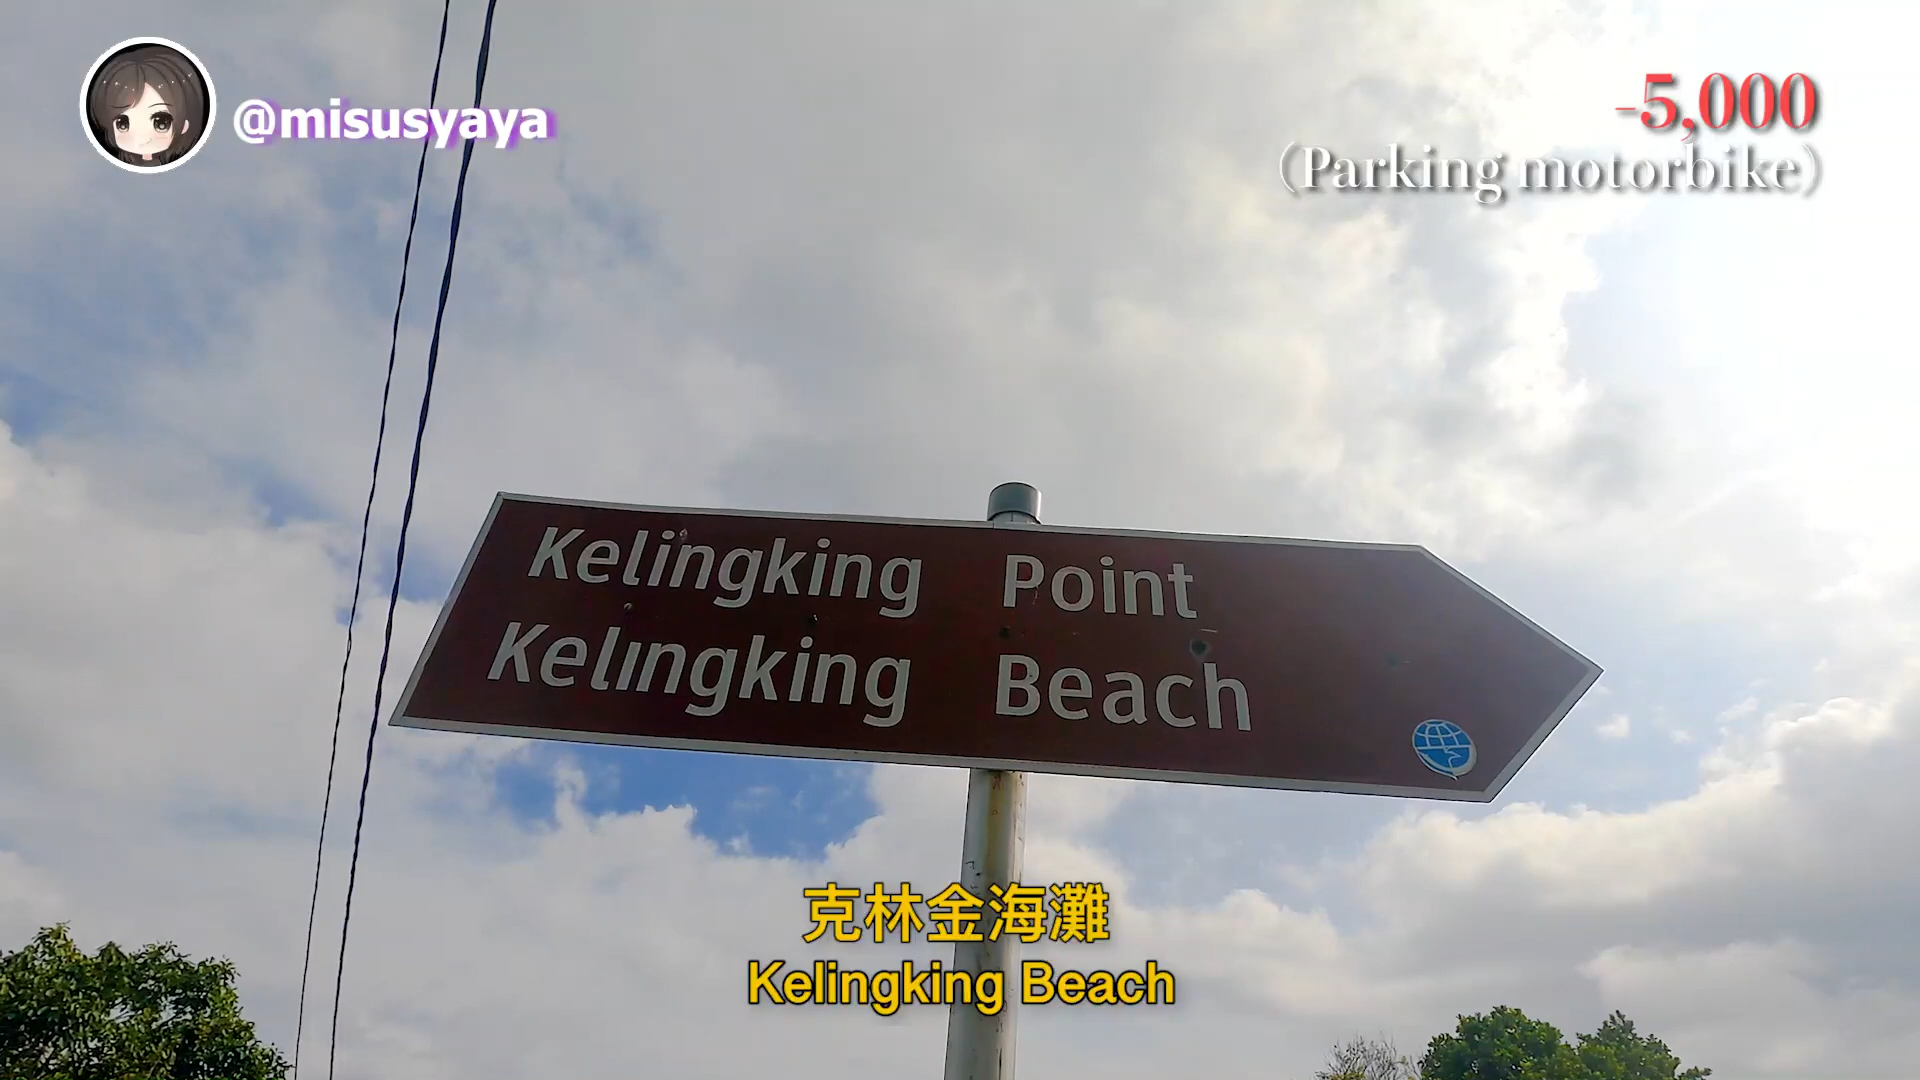 @misusyaya
-5,000
(Parking motorbike)
Kelingking Point
Kelingking Beach
克林金海灘
Kelingking Beach